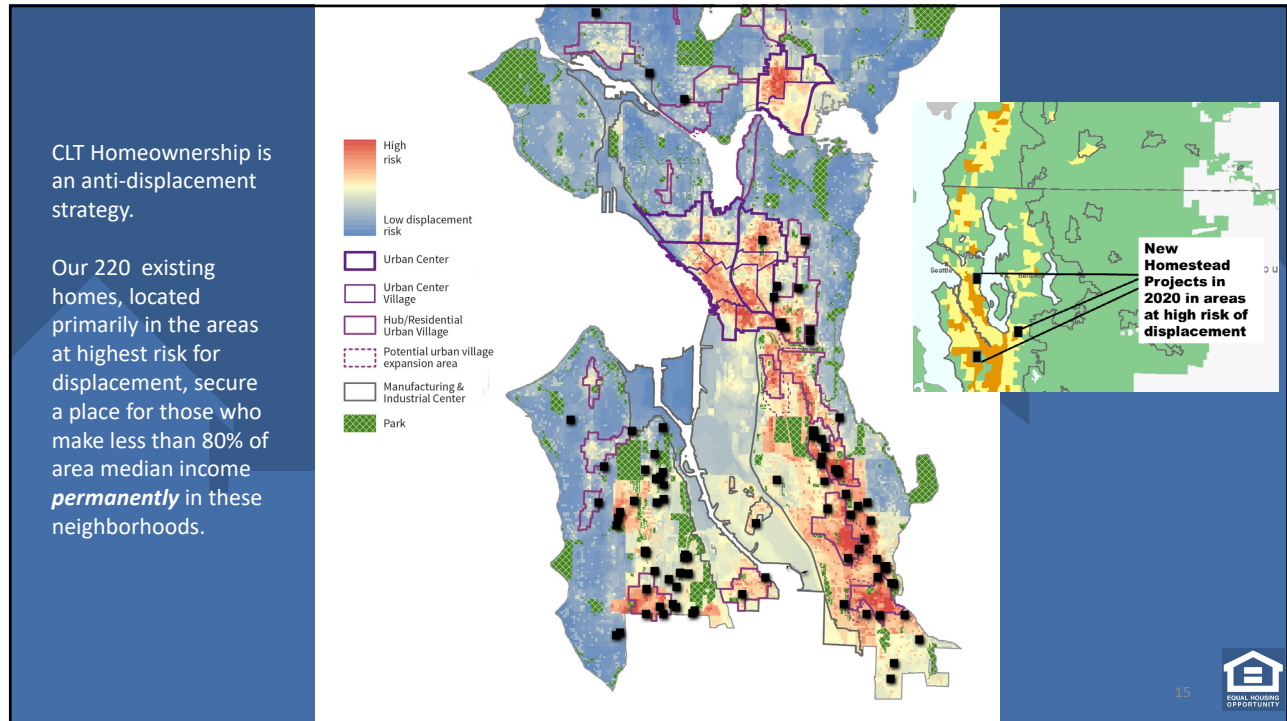 CLT Homeownership is
an anti-displacement
strategy.
Our 220 existing
homes, located
primarily in the areas
at highest risk for
displacement, secure
a place for those who
make less than 80% of
area median income
permanently in these
neighborhoods.
High
risk
Low displacement
risk
Urban Center
Urban Center
Village
Hub/Residential
Urban Village
Potential urban village
expansion area
Manufacturing &
Industrial Center
Park
Seattle
New
Homestead
Projects in
2020 in areas
at high risk of
displacement
O U
15
EQUAL HOUSING
OPPORTUNITY